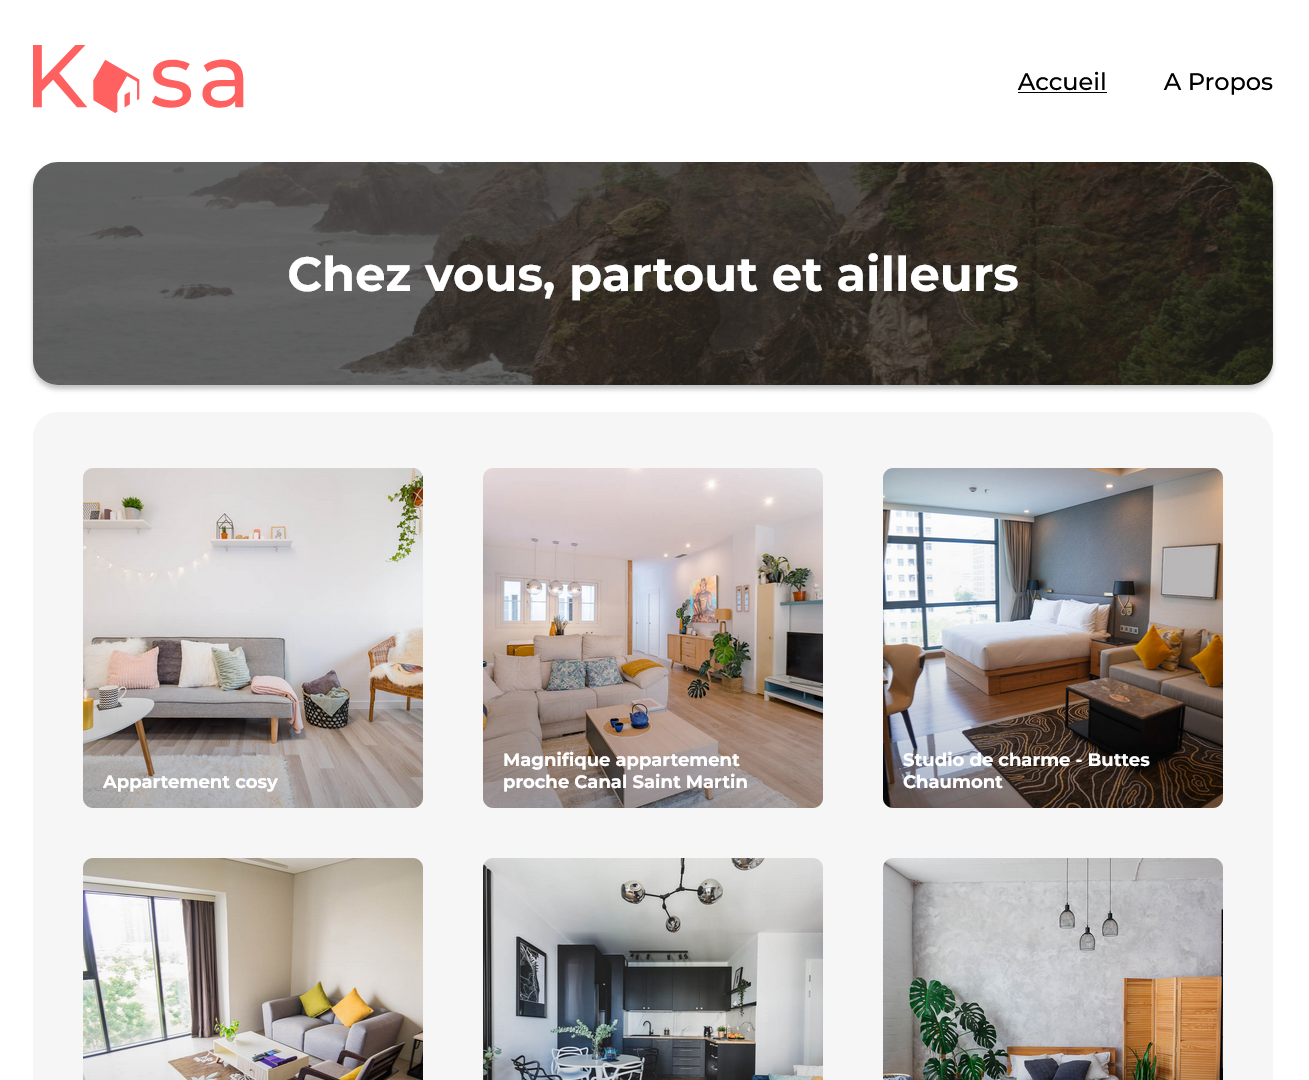 Kasa
Accueil
A Propos
Chez vous, partout et ailleurs
Appartement cosy
Magnifique appartement
proche Canal Saint Martin
Studio de charme - Buttes
Chaumont